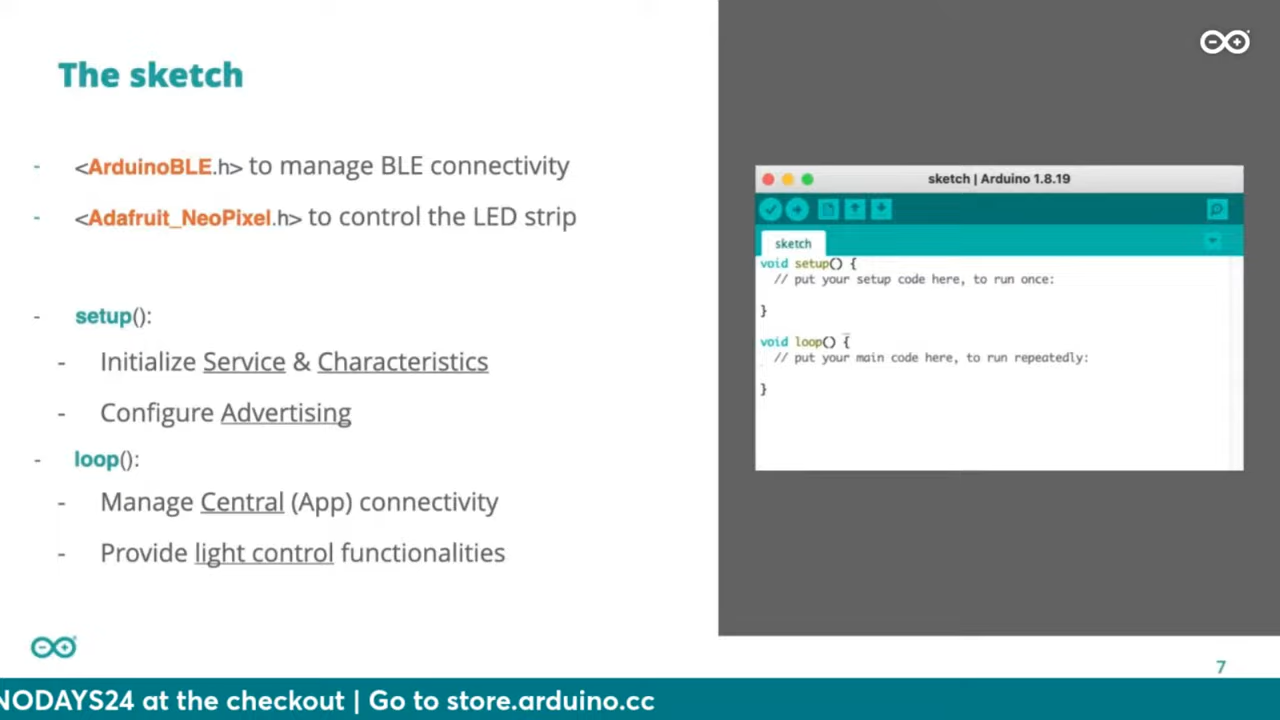 The sketch
- <ArduinoBLE.h> to manage BLE connectivity
- <Adafruit_NeoPixel.h> to control the LED strip
- setup():
- Initialize Service & Characteristics
- Configure Advertising
- loop():
- Manage Central (App) connectivity
- Provide light control functionalities
sketch | Arduino 1.8.19
sketch
void setup() {
// put your setup code here, to run once:
}
void loop() {
// put your main code here, to run repeatedly:
}
7
NODAYS24 at the checkout | Go to store.arduino.cc